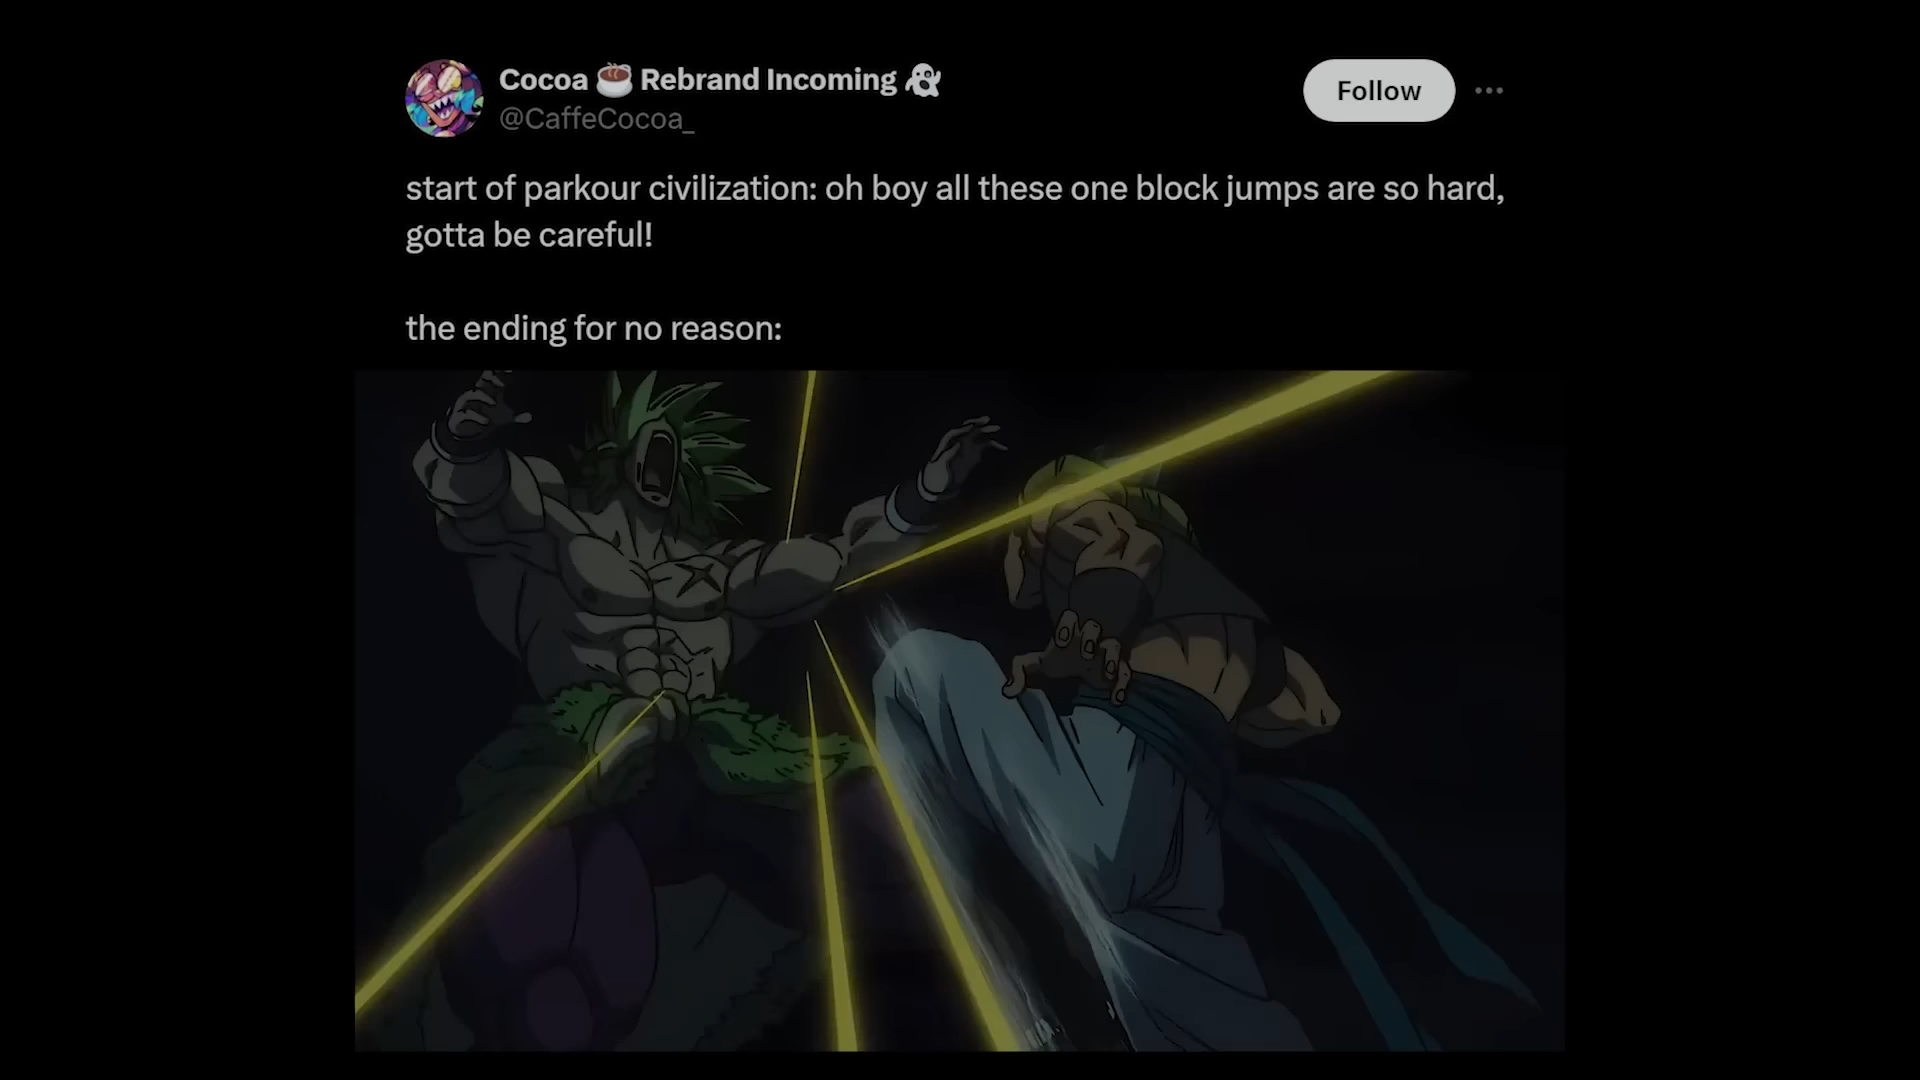 Cocoa ☕ Rebrand Incoming 👻
@CaffeCocoa_
Follow
start of parkour civilization: oh boy all these one block jumps are so hard,
gotta be careful!
the ending for no reason: